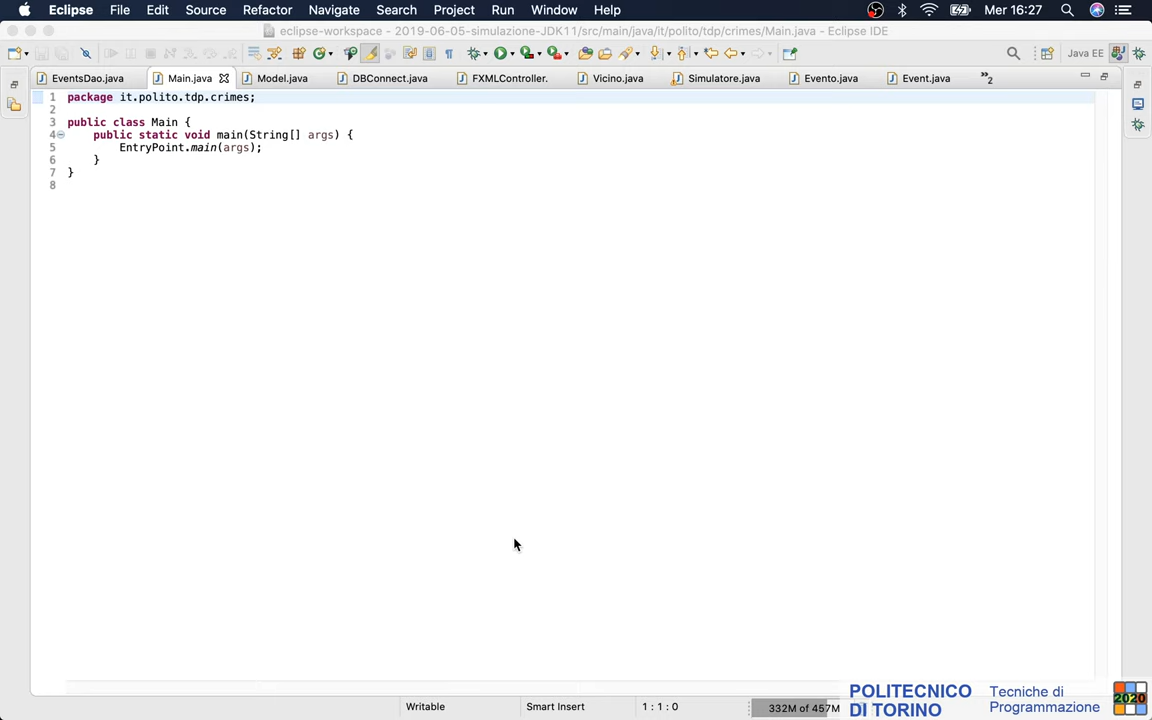 Eclipse File Edit Source Refactor Navigate Search Project Run Window Help Mer 16:27
eclipse-workspace - 2019-06-05-simulazione-JDK11/src/main/java/it/polito/tdp/crimes/Main.java - Eclipse IDE
Java EE
EventsDao.java Main.java Model.java DBConnect.java FXMLController. Vicino.java Simulatore.java Evento.java Event.java »2
1 package it.polito.tdp.crimes;
2
3 public class Main {
4 public static void main(String[] args) {
5 EntryPoint.main(args);
6 }
7 }
8
Writable Smart Insert 1 : 1 : 0 332M of 457M
POLITECNICO
DI TORINO
Tecniche di
Programmazione
2020